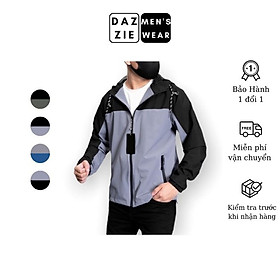 DAZ
ZIE
MEN'S
WEAR
1
Bảo Hành
1 đổi 1
FREE
Miễn phí
vận chuyển
Kiểm tra trước
khi nhận hàng